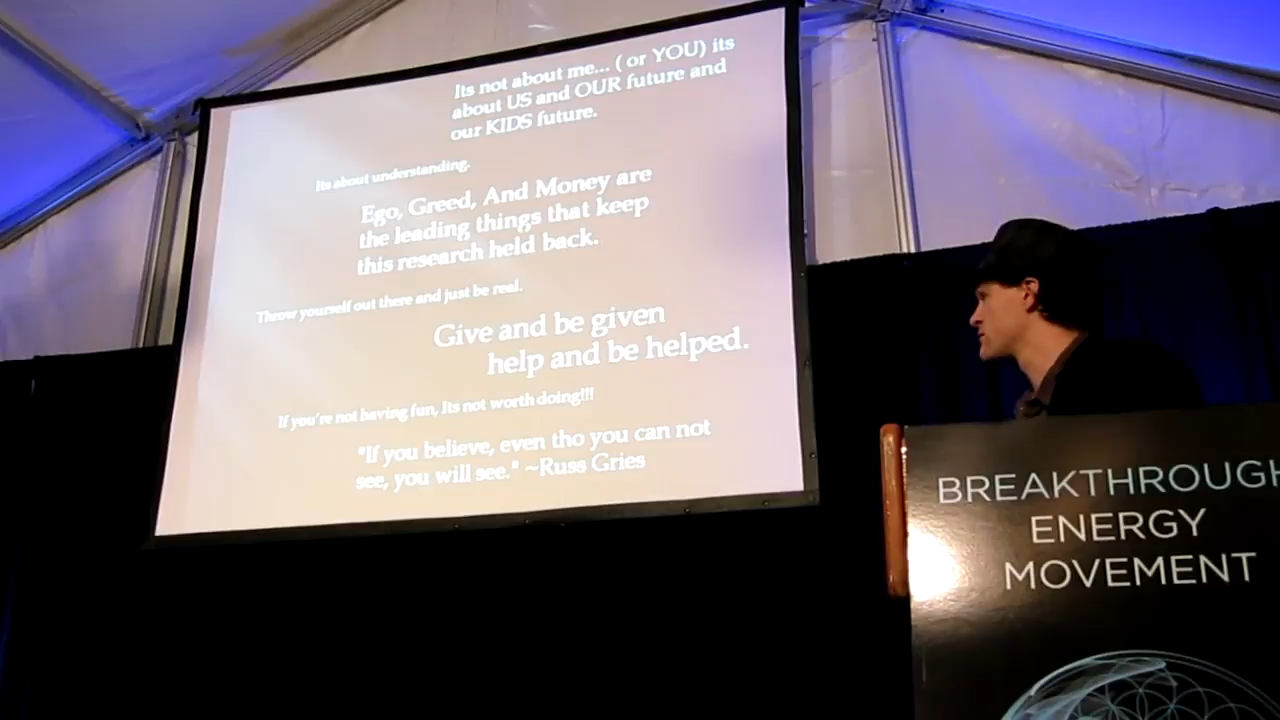 Its not about me... ( or YOU) its
about US and OUR future and
our KIDS future.
Its about understanding.
Ego, Greed, And Money are
the leading things that keep
this research held back.
Throw yourself out there and just be real.
Give and be given
help and be helped.
If you're not having fun, Its not worth doing!!!
"If you believe, even tho you can not
see, you will see." ~Russ Gries
BREAKTHROUGH
ENERGY
MOVEMENT